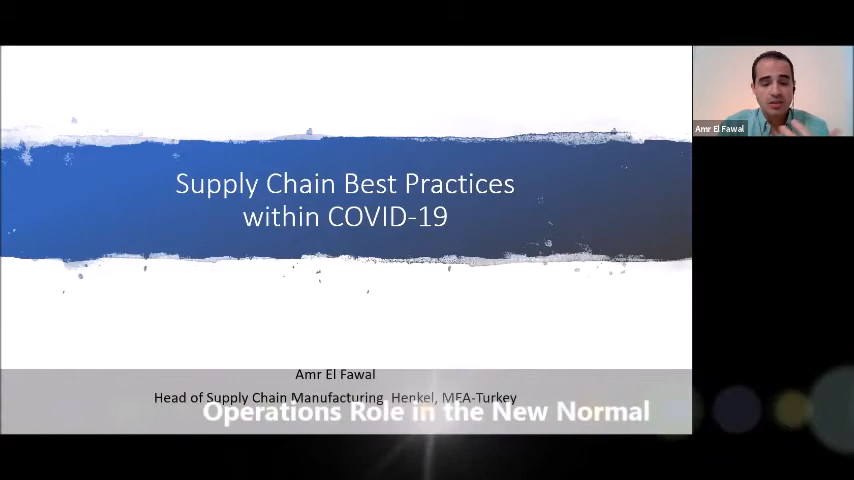 Supply Chain Best Practices
within COVID-19
Amr El Fawal
Amr El Fawal
Head of Supply Chain Manufacturing, Henkel, MEA-Turkey
Operations Role in the New Normal